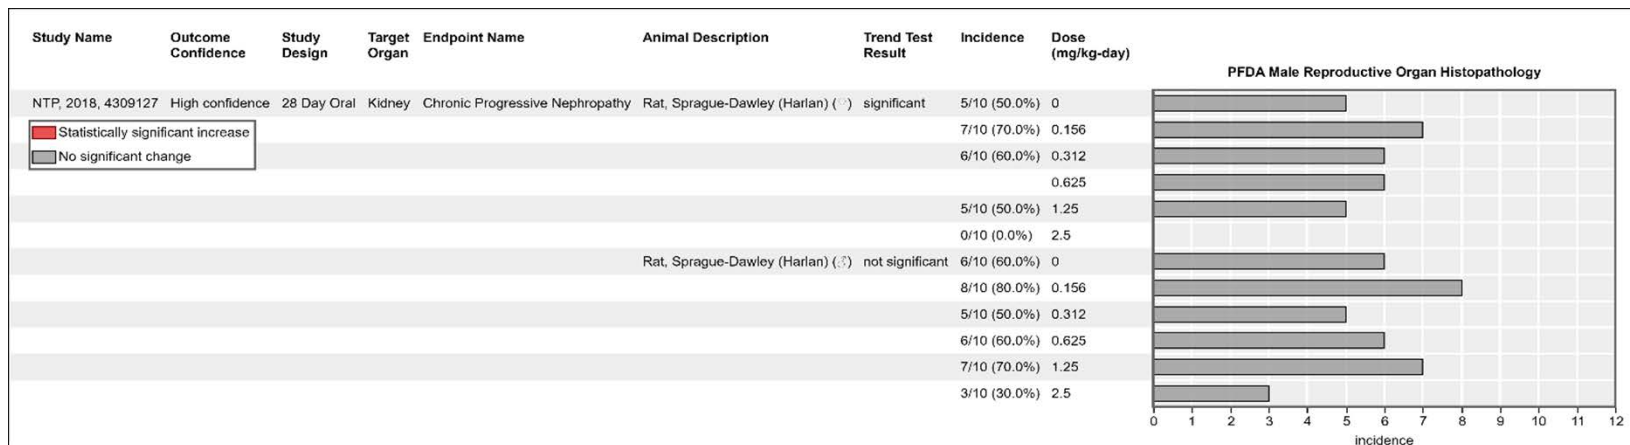 Study Name Outcome Confidence Study Design Target Organ Endpoint Name Animal Description Trend Test Result Incidence Dose (mg/kg-day)
PFDA Male Reproductive Organ Histopathology
NTP, 2018, 4309127 High confidence 28 Day Oral Kidney Chronic Progressive Nephropathy Rat, Sprague-Dawley (Harlan) ( ) significant 5/10 (50.0%) 0
Statistically significant increase
7/10 (70.0%) 0.156
No significant change
6/10 (60.0%) 0.312
0.625
5/10 (50.0%) 1.25
0/10 (0.0%) 2.5
Rat, Sprague-Dawley (Harlan) (♂) not significant 6/10 (60.0%) 0
8/10 (80.0%) 0.156
5/10 (50.0%) 0.312
6/10 (60.0%) 0.625
7/10 (70.0%) 1.25
3/10 (30.0%) 2.5
0 1 2 3 4 5 6 7 8 9 10 11 12
incidence